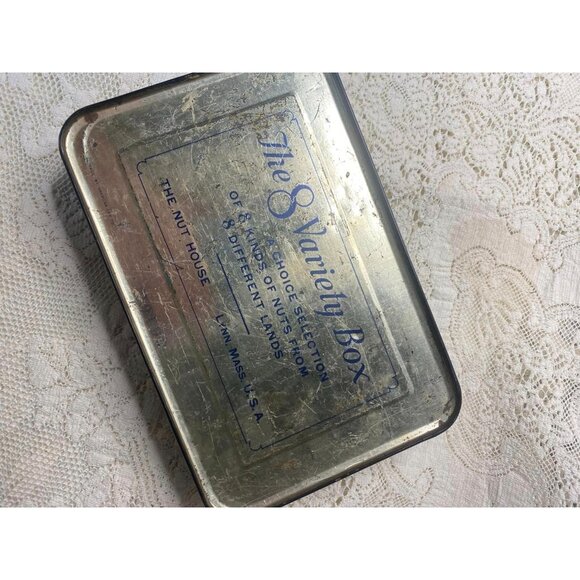 The 8 Variety Box
A CHOICE SELECTION
OF 8 KINDS OF NUTS FROM
8 DIFFERENT LANDS
THE NUT HOUSE LYNN MASS. U.S.A.